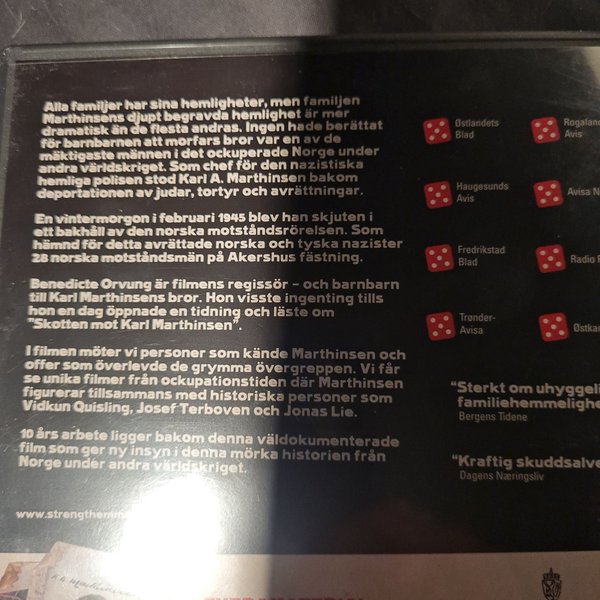 Alla familjer har sina hemligheter, men familjen
Marthinsens djupt begravda hemlighet är mer
dramatisk än de flesta andras. Ingen hade berättat
för barnbarnen att morfars bror var en av de
mäktigaste männen i det ockuperade Norge under
andra världskriget. Som chef för den nazistiska
hemliga polisen stod Karl A. Marthinsen bakom
deportationen av judar, tortyr och avrättningar.
En vintermorgon i februari 1945 blev han skjuten i
ett bakhåll av den norska motståndsrörelsen. Som
hämnd för detta avrättade norska och tyska nazister
28 norska motståndsmän på Akershus fästning.
Benedicte Orvung är filmens regissör – och barnbarn
till Karl Marthinsens bror. Hon visste ingenting tills
hon en dag öppnade en tidning och läste om
"Skotten mot Karl Marthinsen".
I filmen möter vi personer som kände Marthinsen och
offer som överlevde de grymma övergreppen. Vi får
se unika filmer från ockupationstiden där Marthinsen
figurerar tillsammans med historiska personer som
Vidkun Quisling, Josef Terboven och Jonas Lie.
10 års arbete ligger bakom denna väldokumenterade
film som ger ny insyn i denna mörka historien från
Norge under andra världskriget.
Østlandets
Blad
Rogaland
Avis
Haugesunds
Avis
Avisa N
Fredrikstad
Blad
Radio
Trønder-
Avisa
Østka
"Sterkt om uhyggeli
familiehemmeligh
Bergens Tidene
"Kraftig skuddsalve
Dagens Næringsliv